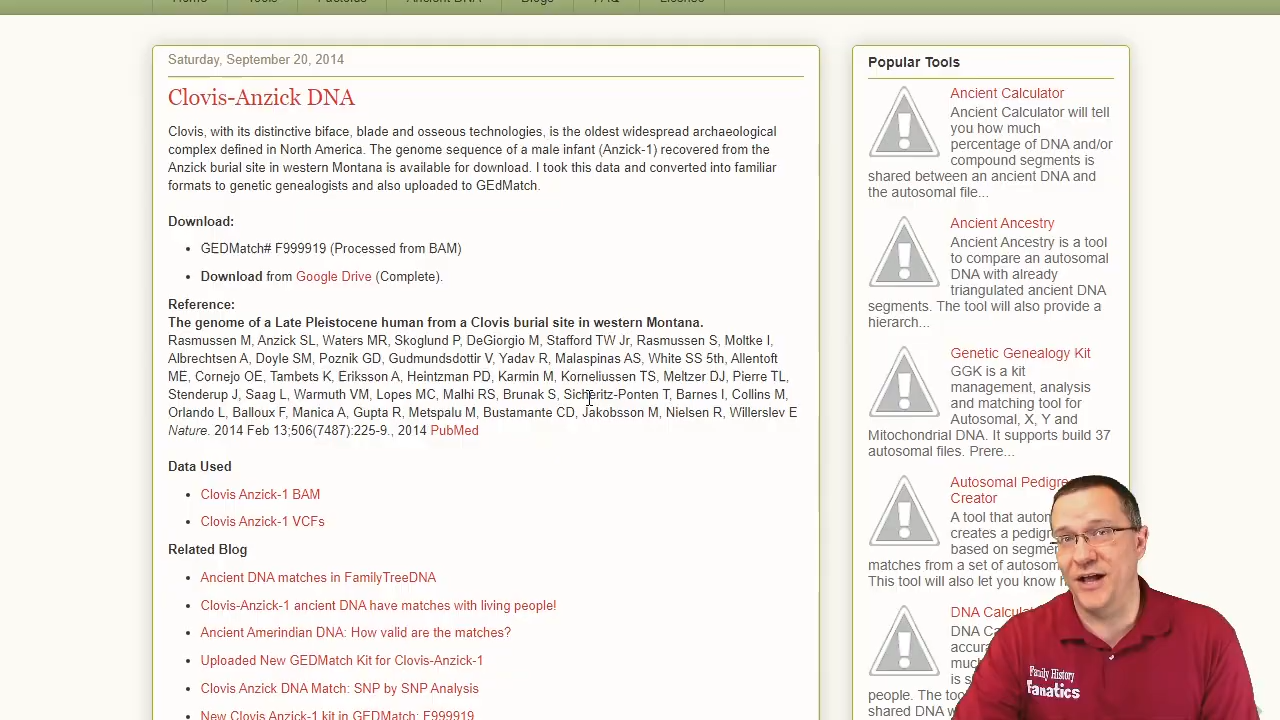 Home Tools Factoids Ancient DNA Blogs FAQ License
Saturday, September 20, 2014
Clovis-Anzick DNA
Clovis, with its distinctive biface, blade and osseous technologies, is the oldest widespread archaeological
complex defined in North America. The genome sequence of a male infant (Anzick-1) recovered from the
Anzick burial site in western Montana is available for download. I took this data and converted into familiar
formats to genetic genealogists and also uploaded to GEdMatch.
Download:
GEDMatch# F999919 (Processed from BAM)
Download from Google Drive (Complete).
Reference:
The genome of a Late Pleistocene human from a Clovis burial site in western Montana.
Rasmussen M, Anzick SL, Waters MR, Skoglund P, DeGiorgio M, Stafford TW Jr, Rasmussen S, Moltke I,
Albrechtsen A, Doyle SM, Poznik GD, Gudmundsdottir V, Yadav R, Malaspinas AS, White SS 5th, Allentoft
ME, Cornejo OE, Tambets K, Eriksson A, Heintzman PD, Karmin M, Korneliussen TS, Meltzer DJ, Pierre TL,
Stenderup J, Saag L, Warmuth VM, Lopes MC, Malhi RS, Brunak S, Sicheritz-Ponten T, Barnes I, Collins M,
Orlando L, Balloux F, Manica A, Gupta R, Metspalu M, Bustamante CD, Jakobsson M, Nielsen R, Willerslev E
Nature. 2014 Feb 13;506(7487):225-9., 2014 PubMed
Data Used
Clovis Anzick-1 BAM
Clovis Anzick-1 VCFs
Related Blog
Ancient DNA matches in FamilyTreeDNA
Clovis-Anzick-1 ancient DNA have matches with living people!
Ancient Amerindian DNA: How valid are the matches?
Uploaded New GEDMatch Kit for Clovis-Anzick-1
Clovis Anzick DNA Match: SNP by SNP Analysis
New Clovis Anzick-1 kit in GEDMatch: F999919
Popular Tools
Ancient Calculator
Ancient Calculator will tell
you how much
percentage of DNA and/or
compound segments is
shared between an ancient DNA and
the autosomal file...
Ancient Ancestry
Ancient Ancestry is a tool
to compare an autosomal
DNA with already
triangulated ancient DNA
segments. The tool will also provide a
hierarch...
Genetic Genealogy Kit
GGK is a kit
management, analysis
and matching tool for
Autosomal, X, Y and
Mitochondrial DNA. It supports build 37
autosomal files. Prere...
Autosomal Pedigree
Creator
A tool that
creates a
based on
matches from a set of
This tool will also let you know
DNA
DNA
much
people. The
shared DNA
Family History
Fanatics